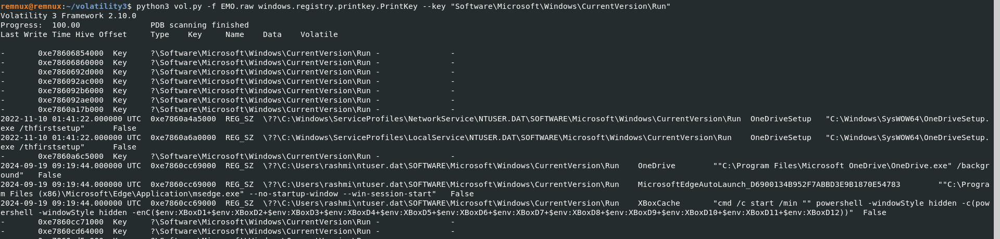 remnux@remnux:~/volatility3$ python3 vol.py -f EMO.raw windows.registry.printkey.PrintKey --key "Software\Microsoft\Windows\CurrentVersion\Run"
Volatility 3 Framework 2.10.0
Progress:  100.00               PDB scanning finished
Last Write Time Hive Offset     Type    Key     Name    Data    Volatile
-       0xe78606854000  Key     ?\Software\Microsoft\Windows\CurrentVersion\Run -               -
-       0xe78606860000  Key     ?\Software\Microsoft\Windows\CurrentVersion\Run -               -
-       0xe7860692d000  Key     ?\Software\Microsoft\Windows\CurrentVersion\Run -               -
-       0xe786092ac000  Key     ?\Software\Microsoft\Windows\CurrentVersion\Run -               -
-       0xe786092b6000  Key     ?\Software\Microsoft\Windows\CurrentVersion\Run -               -
-       0xe786092ae000  Key     ?\Software\Microsoft\Windows\CurrentVersion\Run -               -
-       0xe7860a17b000  Key     ?\Software\Microsoft\Windows\CurrentVersion\Run -               -
2022-11-10 01:41:22.000000 UTC  0xe7860a4a5000  REG_SZ  \??\C:\Windows\ServiceProfiles\NetworkService\NTUSER.DAT\SOFTWARE\Microsoft\Windows\CurrentVersion\Run  OneDriveSetup   "C:\Windows\SysWOW64\OneDriveSetup.
exe /thfirstsetup"      False
2022-11-10 01:41:22.000000 UTC  0xe7860a6a0000  REG_SZ  \??\C:\Windows\ServiceProfiles\LocalService\NTUSER.DAT\SOFTWARE\Microsoft\Windows\CurrentVersion\Run    OneDriveSetup   "C:\Windows\SysWOW64\OneDriveSetup.
exe /thfirstsetup"      False
-       0xe7860a6c5000  Key     ?\Software\Microsoft\Windows\CurrentVersion\Run -               -
2024-09-19 09:19:44.000000 UTC  0xe7860cc69000  REG_SZ  \??\C:\Users\rashmi\ntuser.dat\SOFTWARE\Microsoft\Windows\CurrentVersion\Run    OneDrive        ""C:\Program Files\Microsoft OneDrive\OneDrive.exe" /backgr
ound"   False
2024-09-19 09:19:44.000000 UTC  0xe7860cc69000  REG_SZ  \??\C:\Users\rashmi\ntuser.dat\SOFTWARE\Microsoft\Windows\CurrentVersion\Run    MicrosoftEdgeAutoLaunch_D6900134B952F7ABBD3E9B1870E54783        ""C:\Progra
m Files (x86)\Microsoft\Edge\Application\msedge.exe" --no-startup-window --win-session-start"   False
2024-09-19 09:19:44.000000 UTC  0xe7860cc69000  REG_SZ  \??\C:\Users\rashmi\ntuser.dat\SOFTWARE\Microsoft\Windows\CurrentVersion\Run    XBoxCache       "cmd /c start /min "" powershell -windowStyle hidden -c(pow
ershell -windowStyle hidden -enC($env:XBoxD1+$env:XBoxD2+$env:XBoxD3+$env:XBoxD4+$env:XBoxD5+$env:XBoxD6+$env:XBoxD7+$env:XBoxD8+$env:XBoxD9+$env:XBoxD10+$env:XBoxD11+$env:XBoxD12))"  False
-       0xe7860cc71000  Key     ?\Software\Microsoft\Windows\CurrentVersion\Run -               -
-       0xe7860cd64000  Key     ?\Software\Microsoft\Windows\CurrentVersion\Run -               -